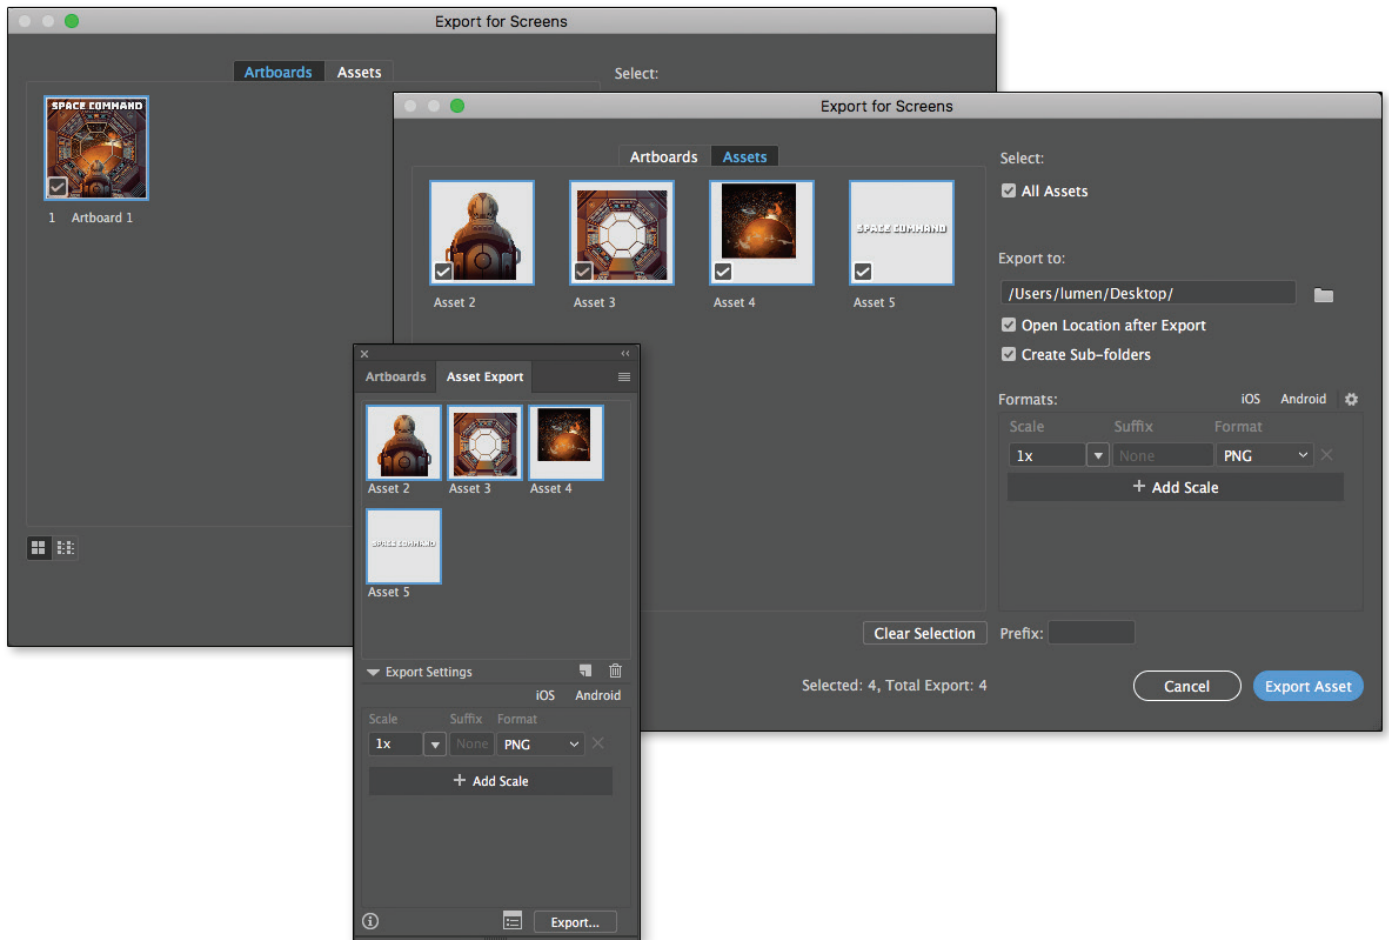 Export for Screens
Artboards Assets
Select:
SPACE COMMAND
1 Artboard 1
Export for Screens
Artboards Assets
Select:
All Assets
SPACE COMMAND
Asset 2 Asset 3 Asset 4 Asset 5
Export to:
/Users/lumen/Desktop/
Open Location after Export
Create Sub-folders
Formats: iOS Android
Scale Suffix Format
1x None PNG
+ Add Scale
Clear Selection Prefix:
Selected: 4, Total Export: 4 Cancel Export Asset
Artboards Asset Export
Asset 2 Asset 3 Asset 4
SPACE COMMAND
Asset 5
Export Settings
iOS Android
Scale Suffix Format
1x None PNG
+ Add Scale
Export...